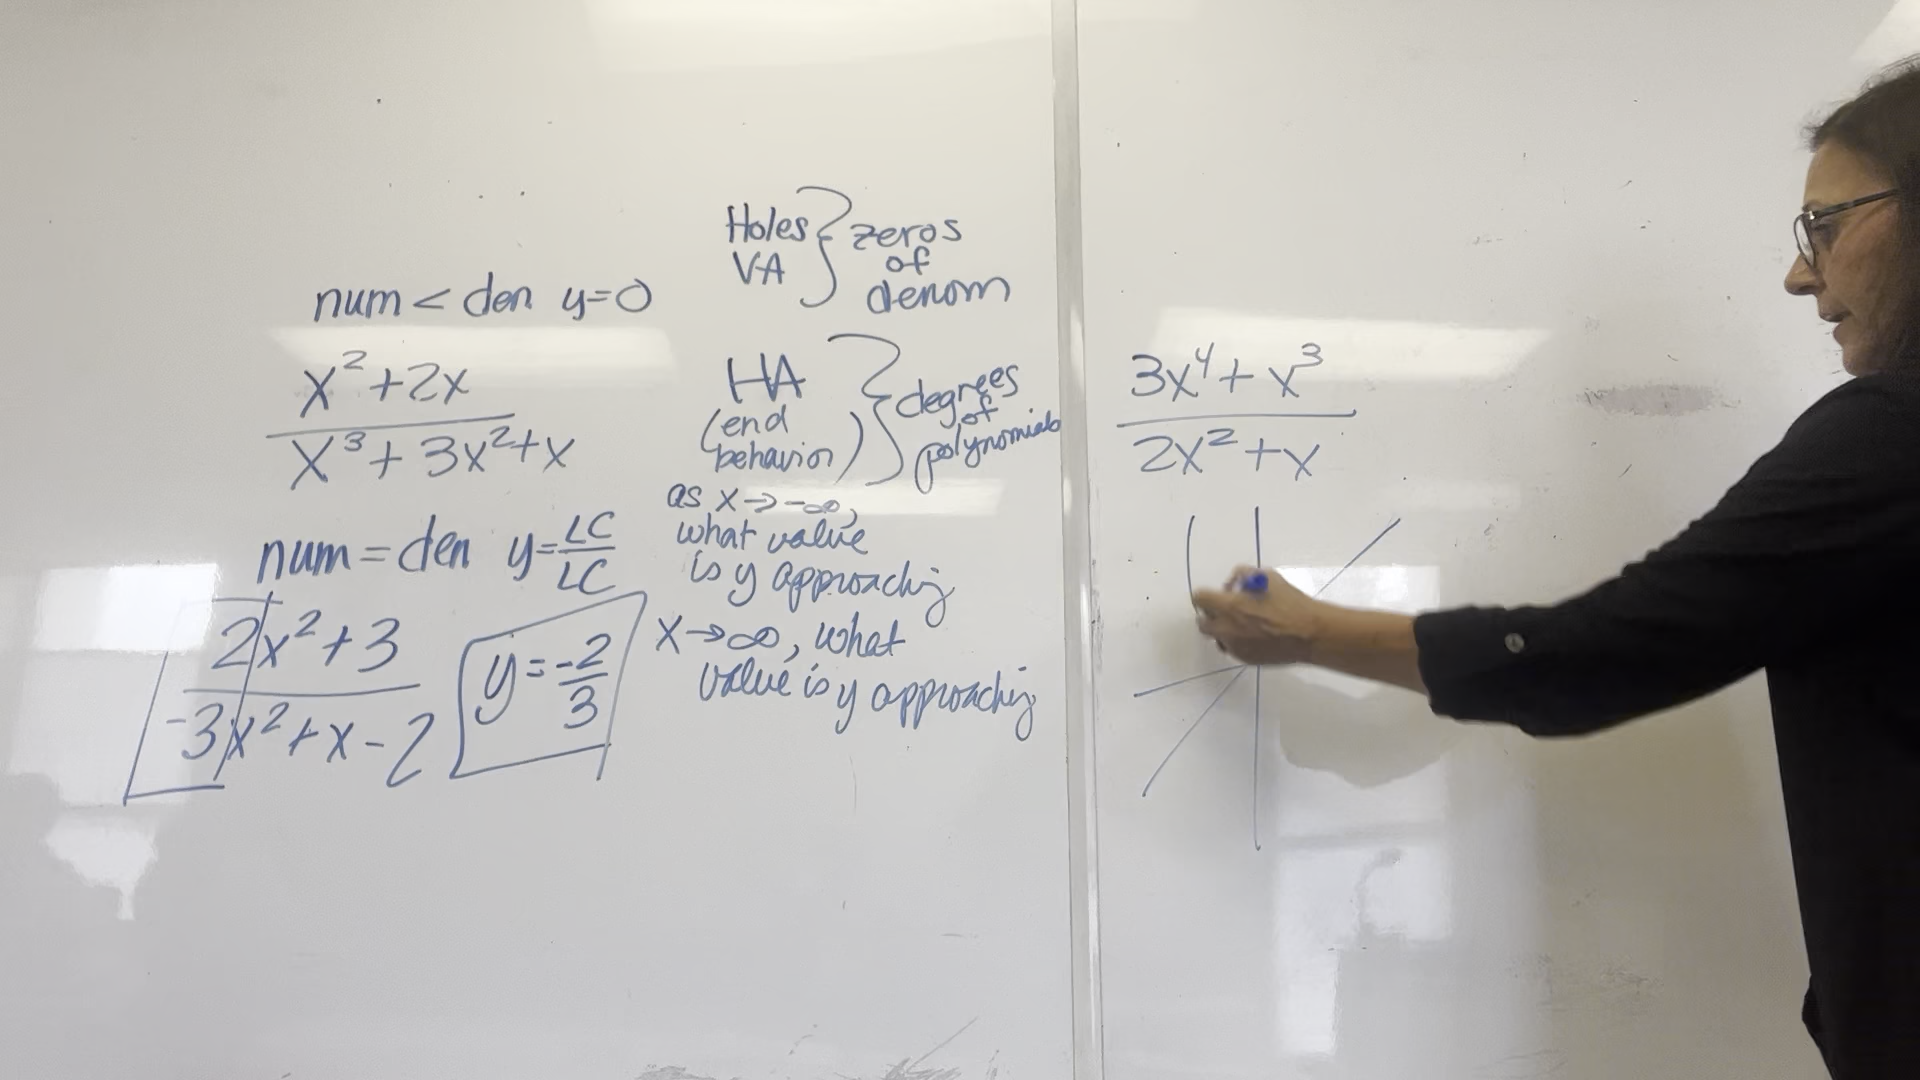 num < den y=0
x²+2x
x³+3x²+x
num = den y=LC/LC
2x²+3
-3x²+x-2
y=-2/3
Holes
VA
zeros
of
denom
HA
(end
behavior)
degrees
of
polynomials
as x→-∞,
what value
is y approaching
x→∞, what
value is y approaching
3x⁴+x³
2x²+x